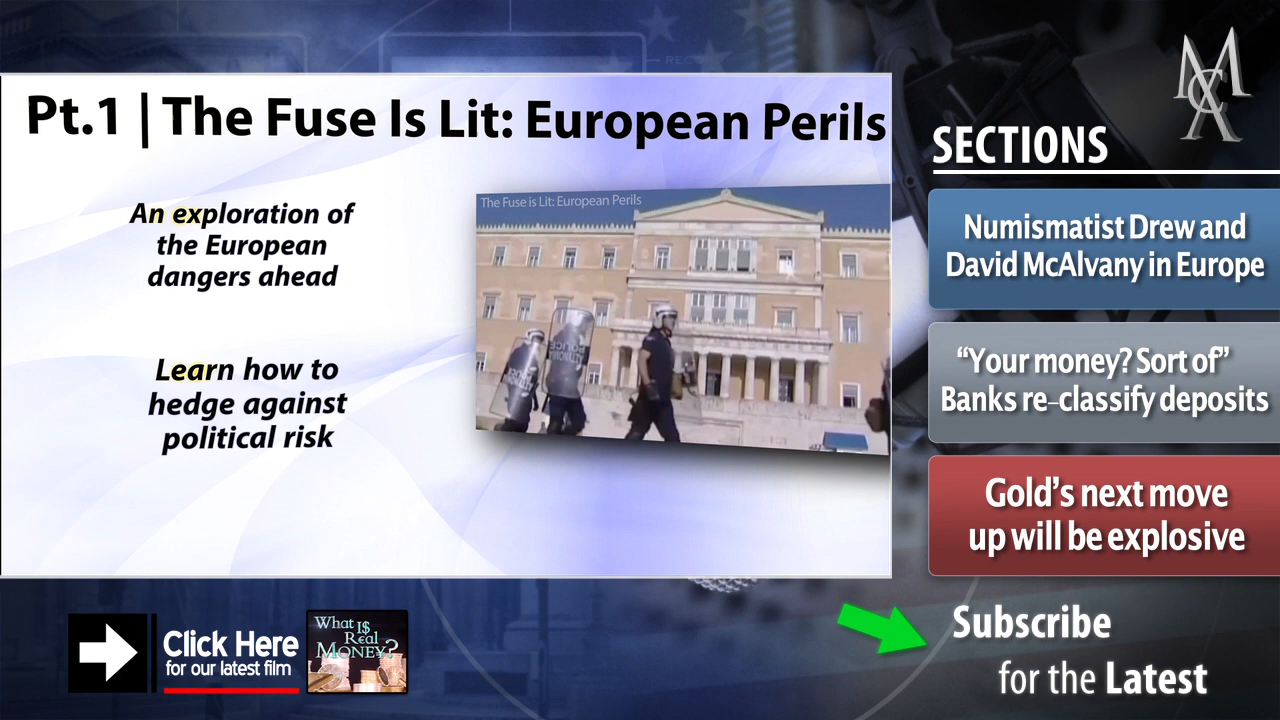 Pt.1 | The Fuse Is Lit: European Perils
An exploration of
the European
dangers ahead
Learn how to
hedge against
political risk
The Fuse is Lit: European Perils
POLICE
MCA
SECTIONS
Numismatist Drew and
David McAlvany in Europe
“Your money? Sort of”
Banks re-classify deposits
Gold's next move
up will be explosive
Click Here
for our latest film
What I$
Real
Money?
Subscribe
for the Latest